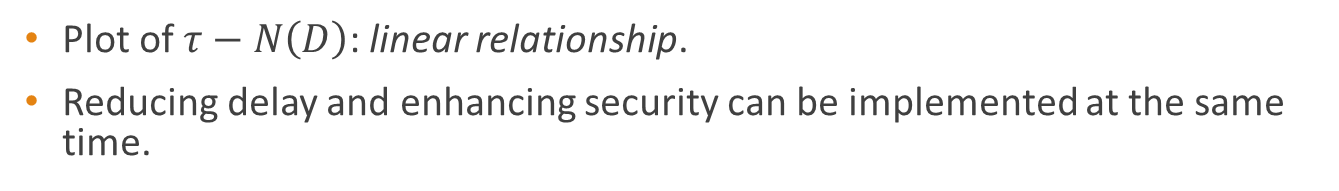 • Plot of τ − N(D): linear relationship.
• Reducing delay and enhancing security can be implemented at the same
time.